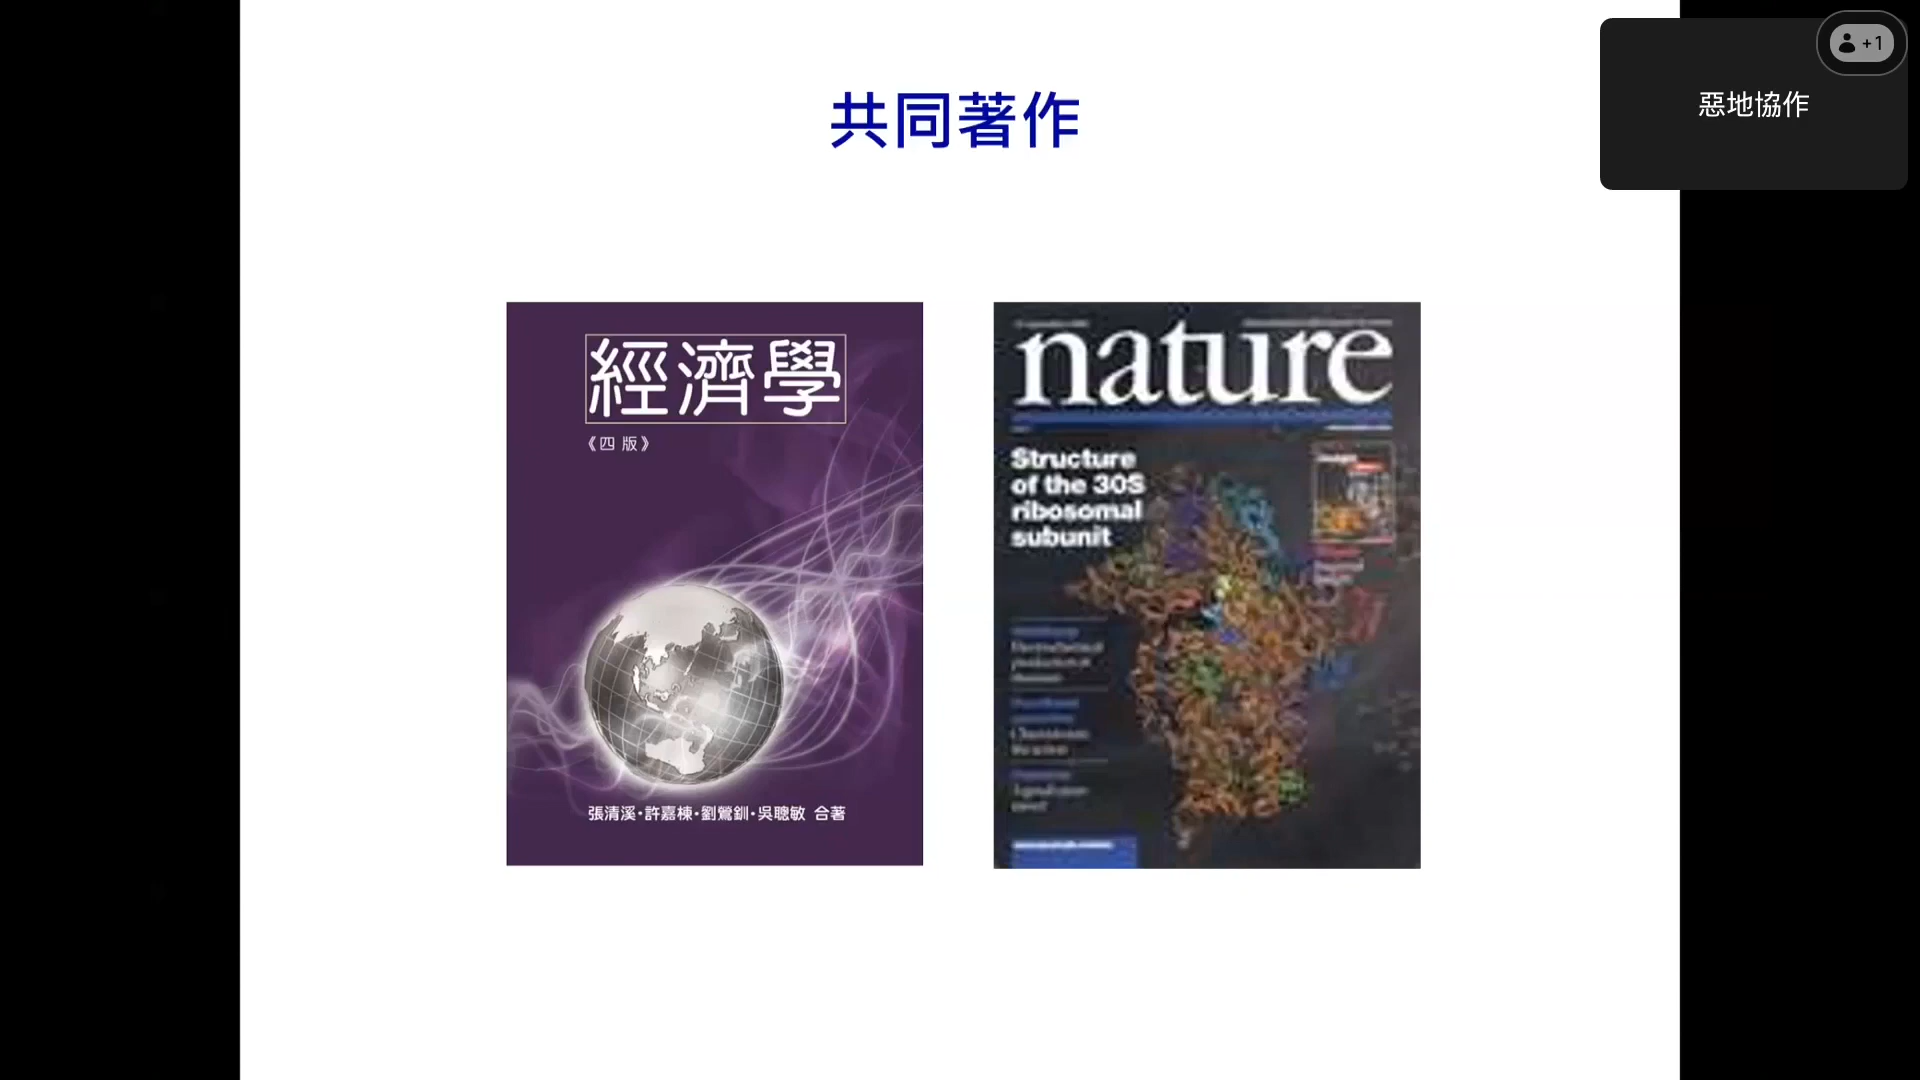 共同著作
+1
惡地協作
經濟學
《四版》
張清溪・許嘉棟・劉鶯釧・吳聰敏 合著
nature
Structure
of the 30S
ribosomal
subunit